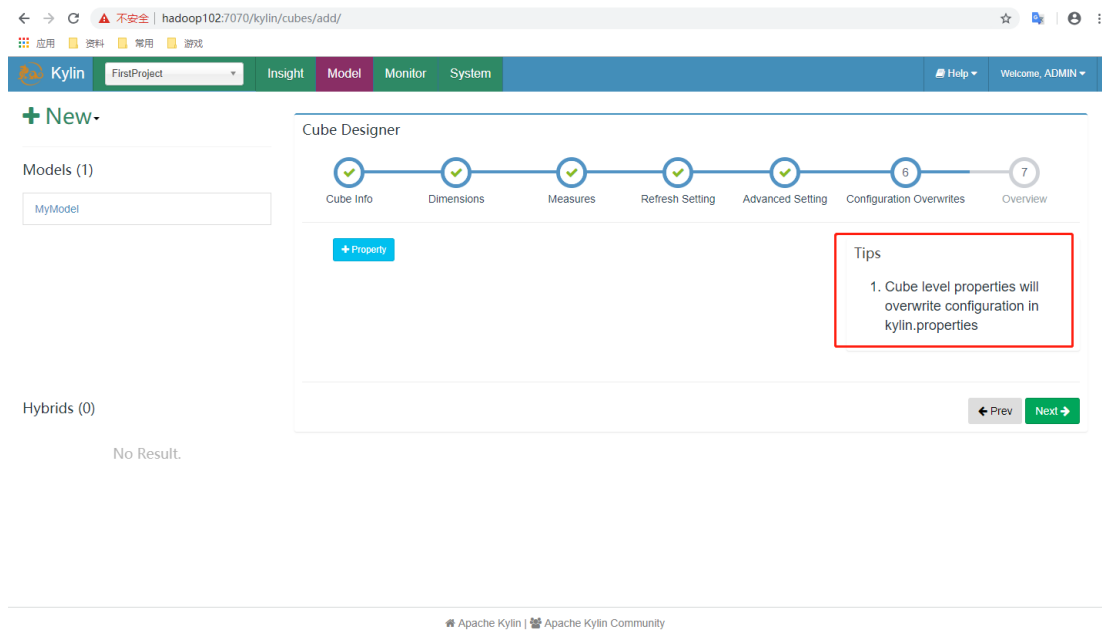 不安全 | hadoop102:7070/kylin/cubes/add/
应用 资料 常用 游戏
Kylin FirstProject Insight Model Monitor System Help Welcome, ADMIN
New
Cube Designer
Models (1)
6 7
Cube Info Dimensions Measures Refresh Setting Advanced Setting Configuration Overwrites Overview
MyModel
Property
Tips
1. Cube level properties will
overwrite configuration in
kylin.properties
Hybrids (0)
Prev Next
No Result.
Apache Kylin | Apache Kylin Community